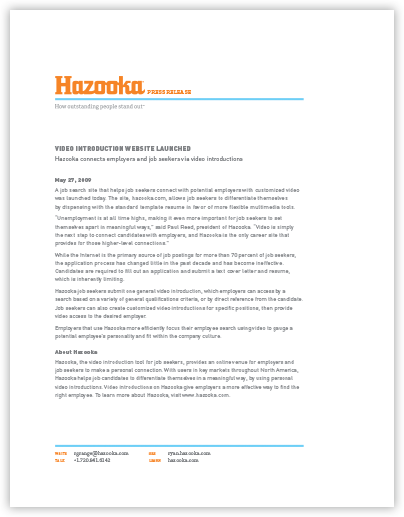 Hazooka PRESS RELEASE
How outstanding people stand out
VIDEO INTRODUCTION WEBSITE LAUNCHED
Hazooka connects employers and job seekers via video introductions
May 27, 2009
A job search site that helps job seekers connect with potential employers with customized video
was launched today. The site, hazooka.com, allows job seekers to differentiate themselves
by dispensing with the standard template resume in favor of more flexible multimedia tools.
"Unemployment is at all time highs, making it even more important for job seekers to set
themselves apart in meaningful ways," said Paul Reed, president of Hazooka. "Video is simply
the next step to connect candidates with employers, and Hazooka is the only career site that
provides for those higher-level connections."
While the Internet is the primary source of job postings for more than 70 percent of job seekers,
the application process has changed little in the past decade and has become ineffective.
Candidates are required to fill out an application and submit a text cover letter and resume,
which is inherently limiting.
Hazooka job seekers submit one general video introduction, which employers can access by a
search based on a variety of general qualifications criteria, or by direct reference from the candidate.
Job seekers can also create customized video introductions for specific positions, then provide
video access to the desired employer.
Employers that use Hazooka more efficiently focus their employee search using video to gauge a
potential employee's personality and fit within the company culture.
About Hazooka
Hazooka, the video introduction tool for job seekers, provides an online venue for employers and
job seekers to make a personal connection. With users in key markets throughout North America,
Hazooka helps job candidates to differentiate themselves in a meaningful way, by using personal
video introductions. Video introductions on Hazooka give employers a more effective way to find the
right employee. To learn more about Hazooka, visit www.hazooka.com.
WRITE rgrange@hazooka.com SEE ryan.hazooka.com
TALK +1.720.841.8142 LEARN hazooka.com